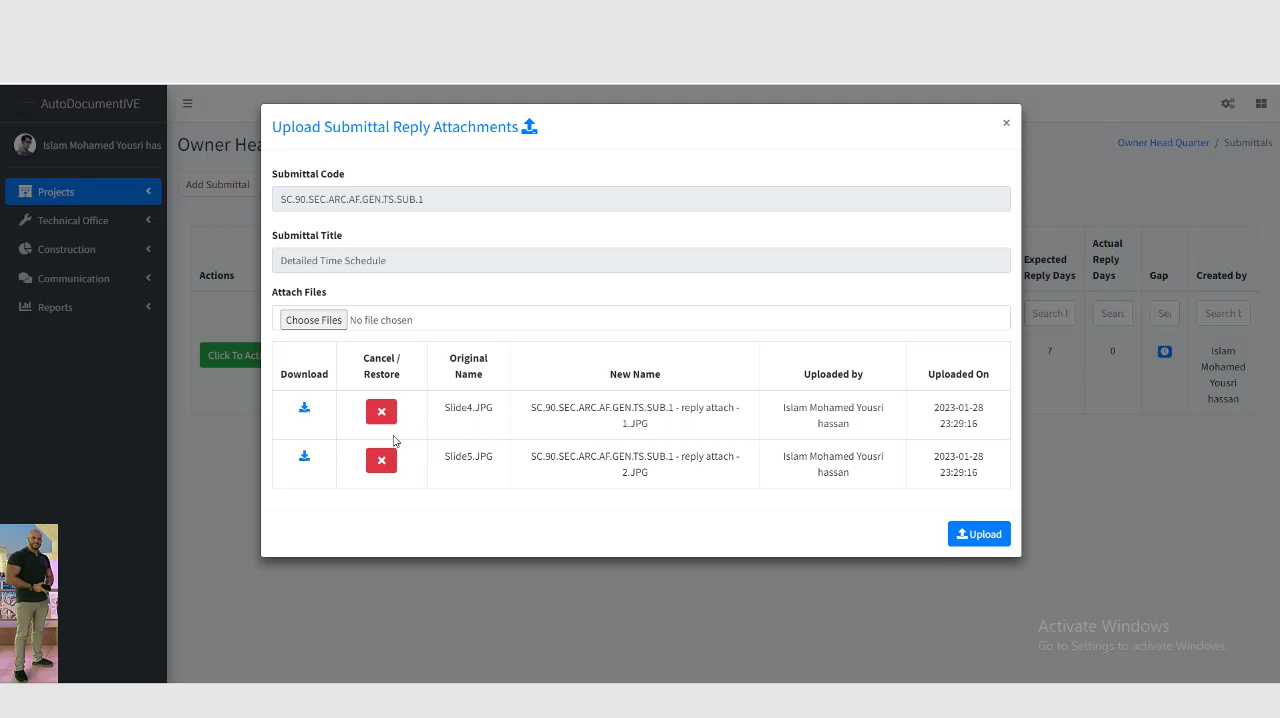 AutoDocumentIVE
Islam Mohamed Yousri has
Projects
Technical Office
Construction
Communication
Reports
Owner Hea
Owner Head Quarter / Submittals
Add Submittal
Actions
Click To Acti
Upload Submittal Reply Attachments
×
Submittal Code
SC.90.SEC.ARC.AF.GEN.TS.SUB.1
Submittal Title
Detailed Time Schedule
Attach Files
Choose Files No file chosen
Download
Cancel /
Restore
Original
Name
New Name
Uploaded by
Uploaded On
Slide4.JPG
SC.90.SEC.ARC.AF.GEN.TS.SUB.1 - reply attach -
1.JPG
Islam Mohamed Yousri
hassan
2023-01-28
23:29:16
Slide5.JPG
SC.90.SEC.ARC.AF.GEN.TS.SUB.1 - reply attach -
2.JPG
Islam Mohamed Yousri
hassan
2023-01-28
23:29:16
Upload
Expected
Reply Days
Actual
Reply
Days
Gap
Created by
Search b
7
0
Islam
Mohamed
Yousri
hassan
Activate Windows
Go to Settings to activate Windows.